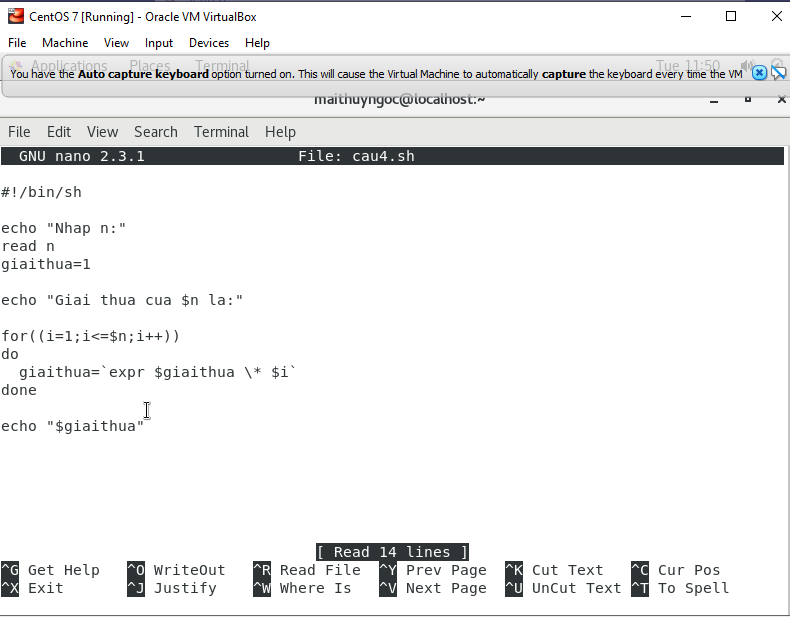 CentOS 7 [Running] - Oracle VM VirtualBox
File Machine View Input Devices Help
Applications Places Terminal Tue 11:50
You have the Auto capture keyboard option turned on. This will cause the Virtual Machine to automatically capture the keyboard every time the VM
maithuyngoc@localhost:~
File Edit View Search Terminal Help
GNU nano 2.3.1 File: cau4.sh
#!/bin/sh
echo "Nhap n:"
read n
giaithua=1
echo "Giai thua cua $n la:"
for((i=1;i<=$n;i++))
do
  giaithua=`expr $giaithua \* $i`
done
echo "$giaithua"
[ Read 14 lines ]
^G Get Help ^O WriteOut ^R Read File ^Y Prev Page ^K Cut Text ^C Cur Pos
^X Exit ^J Justify ^W Where Is ^V Next Page ^U UnCut Text ^T To Spell